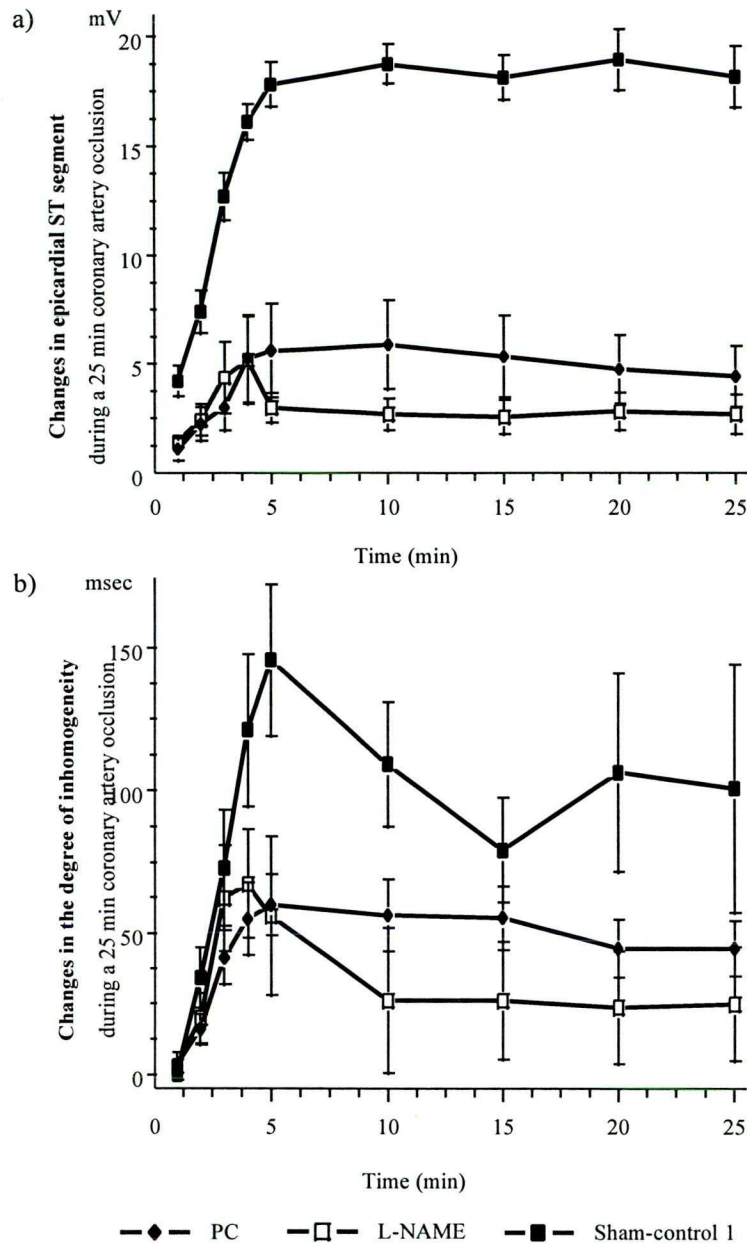 a)
mV
20
15
10
5
0
0 5 10 15 20 25
Time (min)
Changes in epicardial ST segment
during a 25 min coronary artery occlusion
b)
msec
150
100
50
0
0 5 10 15 20 25
Time (min)
Changes in the degree of inhomogeneity
during a 25 min coronary artery occlusion
PC L-NAME Sham-control 1